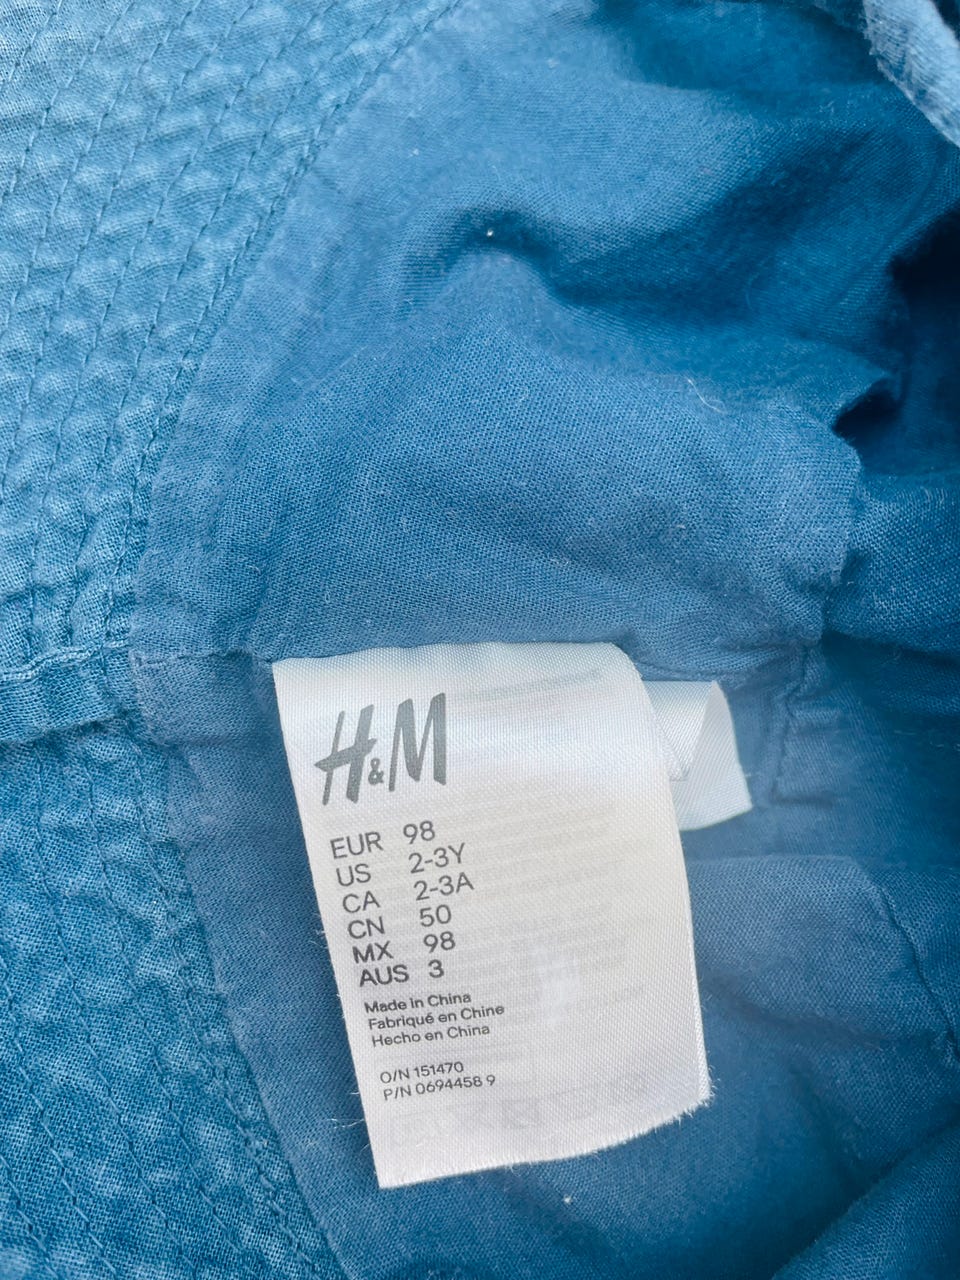 H&M
EUR 98
US 2-3Y
CA 2-3A
CN 50
MX 98
AUS 3
Made in China
Fabriqué en Chine
Hecho en China
O/N 151470
P/N 0694458 9